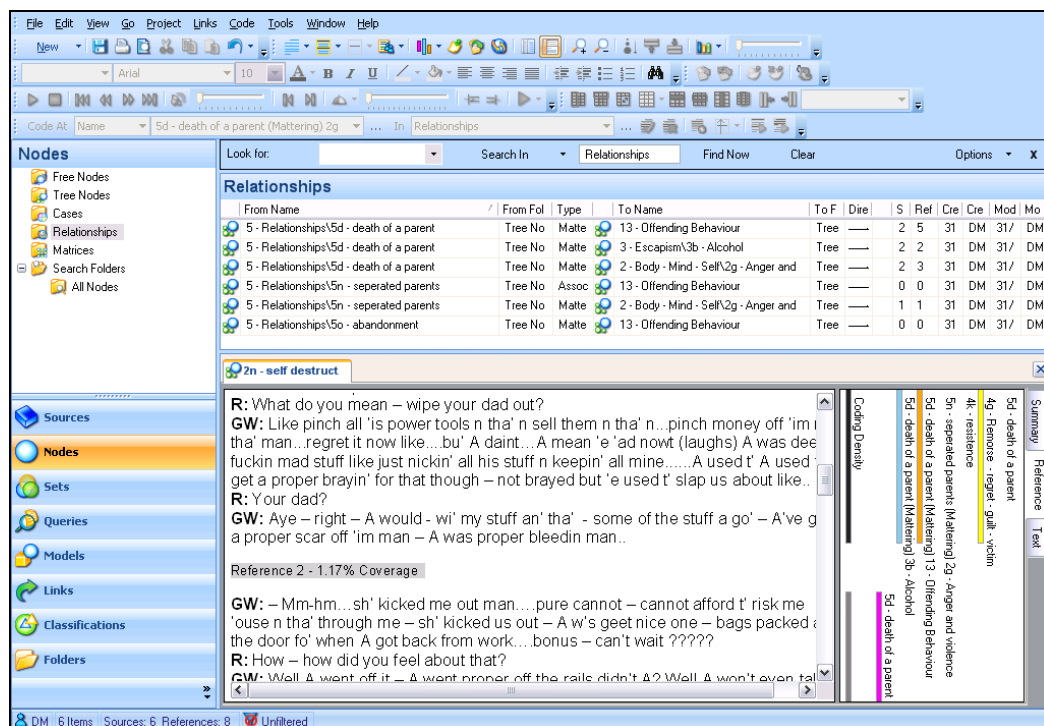 File Edit View Go Project Links Code Tools Window Help
New
Arial 10 A B I U
Code At Name 5d - death of a parent (Mattering) 2g ... In Relationships ...
Nodes
Free Nodes
Tree Nodes
Cases
Relationships
Matrices
Search Folders
All Nodes
Sources
Nodes
Sets
Queries
Models
Links
Classifications
Folders
»
Look for: Search In Relationships Find Now Clear Options x
Relationships
From Name / From Fol Type To Name To F Dire S Ref Cre Cre Mod Mo
5 - Relationships\5d - death of a parent Tree No Matte 13 - Offending Behaviour Tree 2 5 31 DM 31/ DM
5 - Relationships\5d - death of a parent Tree No Matte 3 - Escapism\3b - Alcohol Tree 2 2 31 DM 31/ DM
5 - Relationships\5d - death of a parent Tree No Matte 2 - Body - Mind - Self\2g - Anger and Tree 2 3 31 DM 31/ DM
5 - Relationships\5n - seperated parents Tree No Assoc 13 - Offending Behaviour Tree 0 0 31 DM 31/ DM
5 - Relationships\5n - seperated parents Tree No Matte 2 - Body - Mind - Self\2g - Anger and Tree 1 1 31 DM 31/ DM
5 - Relationships\5o - abandonment Tree No Matte 13 - Offending Behaviour Tree 0 0 31 DM 31/ DM
2n - self destruct
R: What do you mean – wipe your dad out?
GW: Like pinch all 'is power tools n tha' n sell them n tha' n...pinch money off 'im
tha' man...regret it now like....bu' A daint...A mean 'e 'ad nowt (laughs) A was dee
fuckin mad stuff like just nickin' all his stuff n keepin' all mine......A used t' A used
get a proper brayin' for that though – not brayed but 'e used t' slap us about like..
R: Your dad?
GW: Aye – right – A would - wi' my stuff an' tha' - some of the stuff a go' – A've g
a proper scar off 'im man – A was proper bleedin man..
Reference 2 - 1.17% Coverage
GW: – Mm-hm...sh' kicked me out man....pure cannot – cannot afford t' risk me
'ouse n tha' through me – sh' kicked us out – A w's geet nice one – bags packed
the door fo' when A got back from work....bonus – can't wait ?????
R: How – how did you feel about that?
GW: Well A went off it – A went proper off the rails didn't A? Well A won't even tal
Coding Density
5d - death of a parent (Mattering) 3b - Alcohol
5d - death of a parent (Mattering) 13 - Offending Behaviour
5n - seperated parents (Mattering) 2g - Anger and violence
4k - resistence
4g - Remorse - regret - guilt - victim
5d - death of a parent
5d - death of a parent
Summary
Reference
Text
DM 6 Items Sources: 6 References: 8 Unfiltered